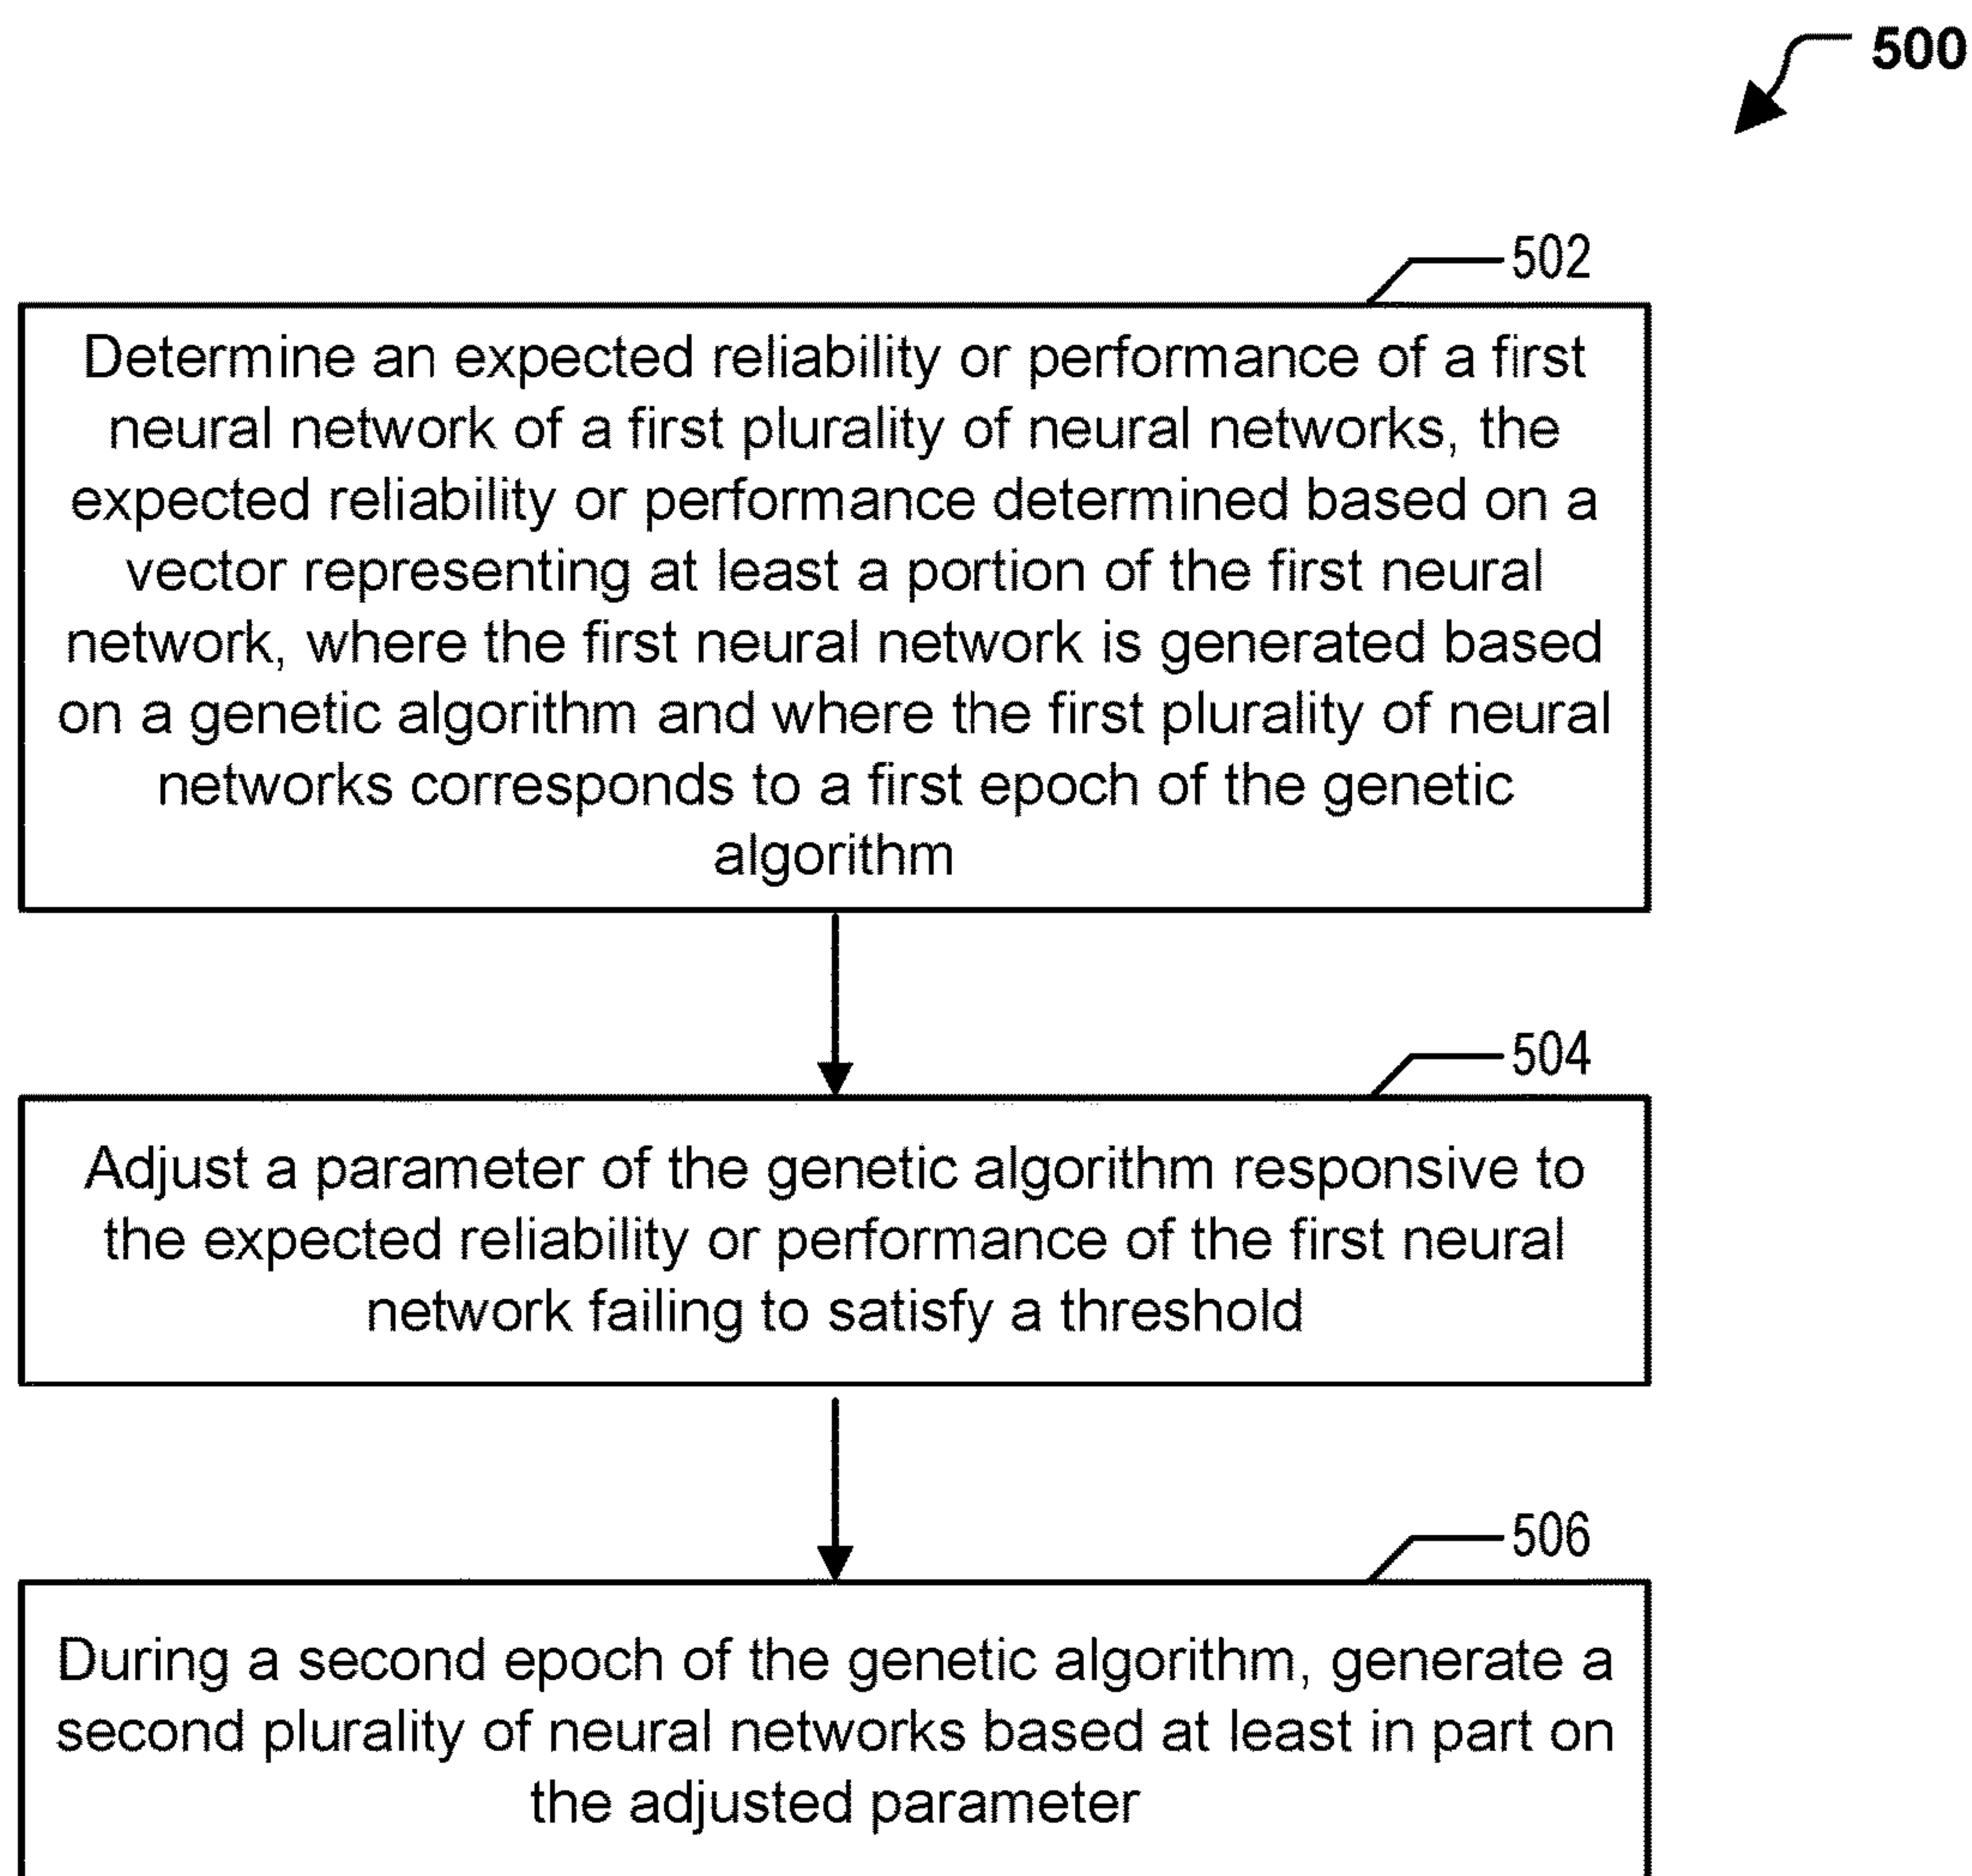 500
502
Determine an expected reliability or performance of a first
neural network of a first plurality of neural networks, the
expected reliability or performance determined based on a
vector representing at least a portion of the first neural
network, where the first neural network is generated based
on a genetic algorithm and where the first plurality of neural
networks corresponds to a first epoch of the genetic
algorithm
504
Adjust a parameter of the genetic algorithm responsive to
the expected reliability or performance of the first neural
network failing to satisfy a threshold
506
During a second epoch of the genetic algorithm, generate a
second plurality of neural networks based at least in part on
the adjusted parameter